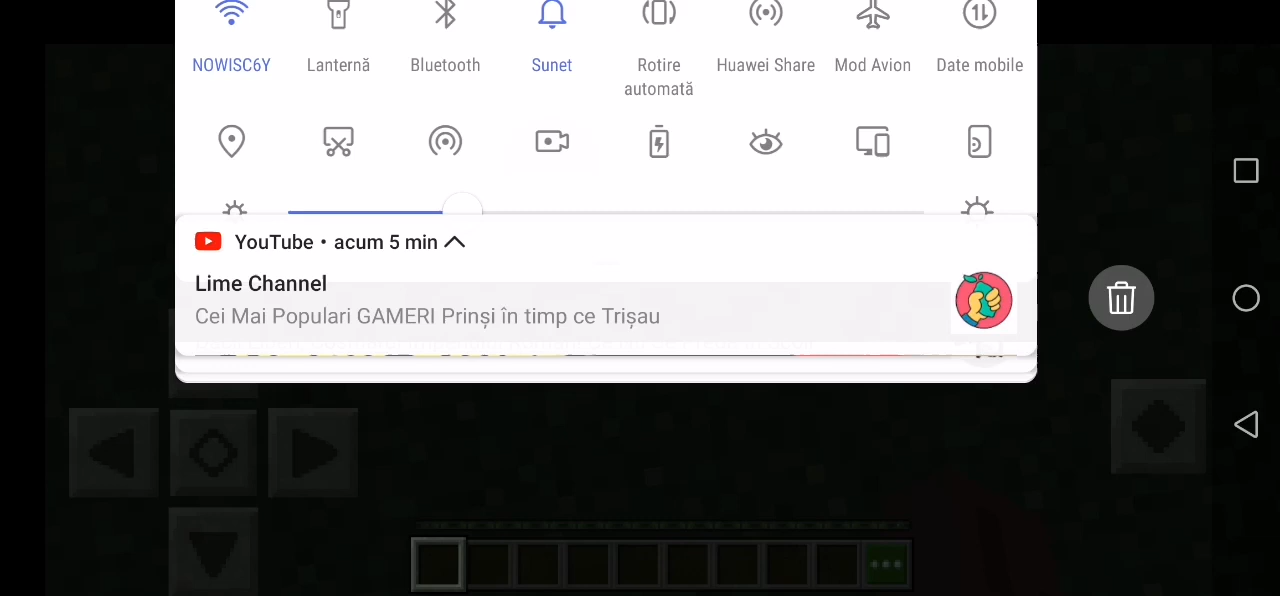 NOWISC6Y
Lanternă
Bluetooth
Sunet
Rotire
automată
Huawei Share
Mod Avion
Date mobile
YouTube • acum 5 min
Lime Channel
Cei Mai Populari GAMERI Prinși în timp ce Trișau